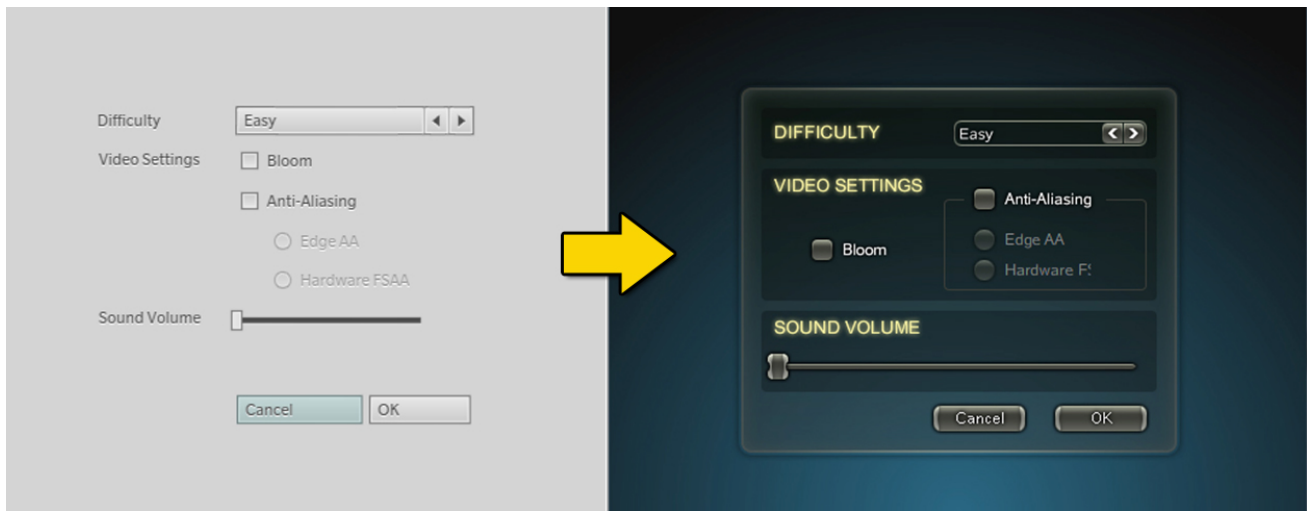 Difficulty
Easy
Video Settings
Bloom
Anti-Aliasing
Edge AA
Hardware FSAA
Sound Volume
Cancel
OK
DIFFICULTY
Easy
VIDEO SETTINGS
Anti-Aliasing
Bloom
Edge AA
Hardware F
SOUND VOLUME
Cancel
OK